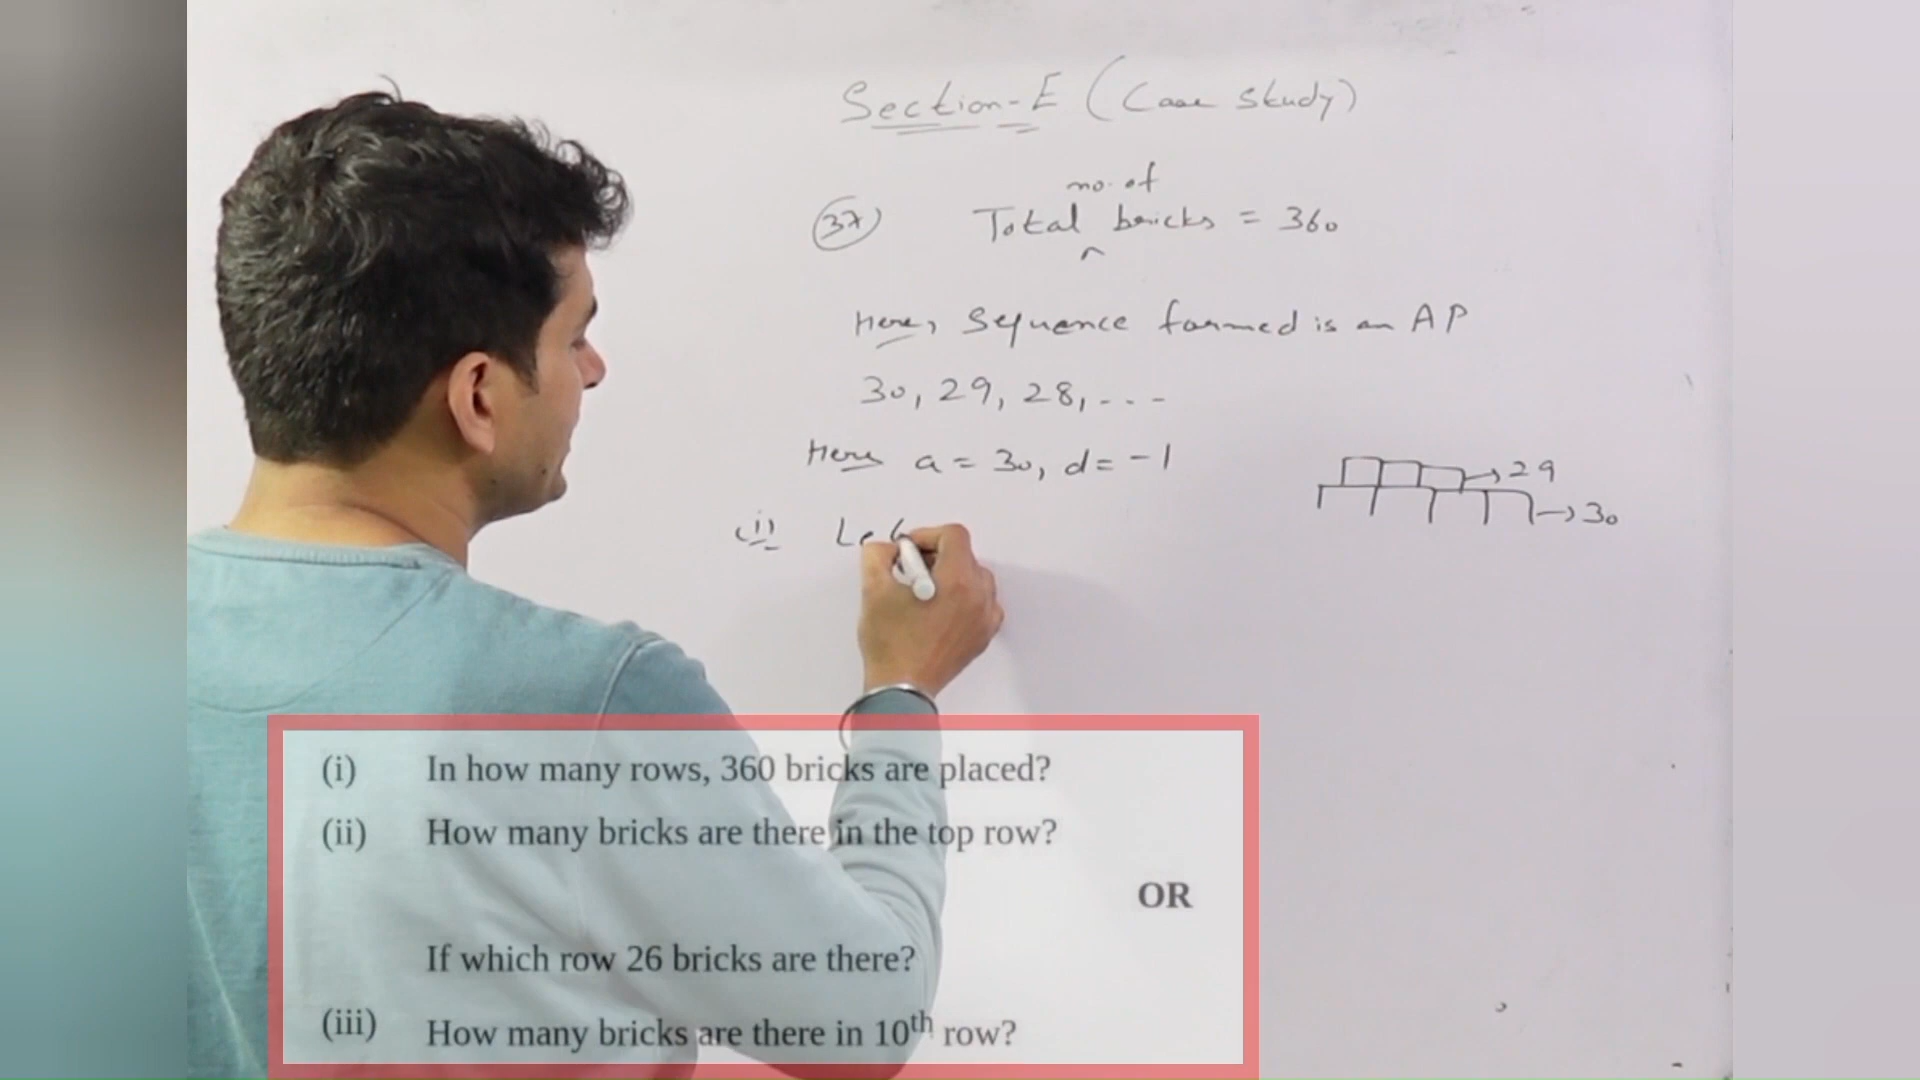 Section-E (Case Study)
no. of
37 Total bricks = 360
Here, Sequence formed is an AP
30, 29, 28, - - -
Here a = 30, d = -1
→ 29
→ 30
(i) Let
(i) In how many rows, 360 bricks are placed?
(ii) How many bricks are there in the top row?
OR
If which row 26 bricks are there?
(iii) How many bricks are there in 10th row?